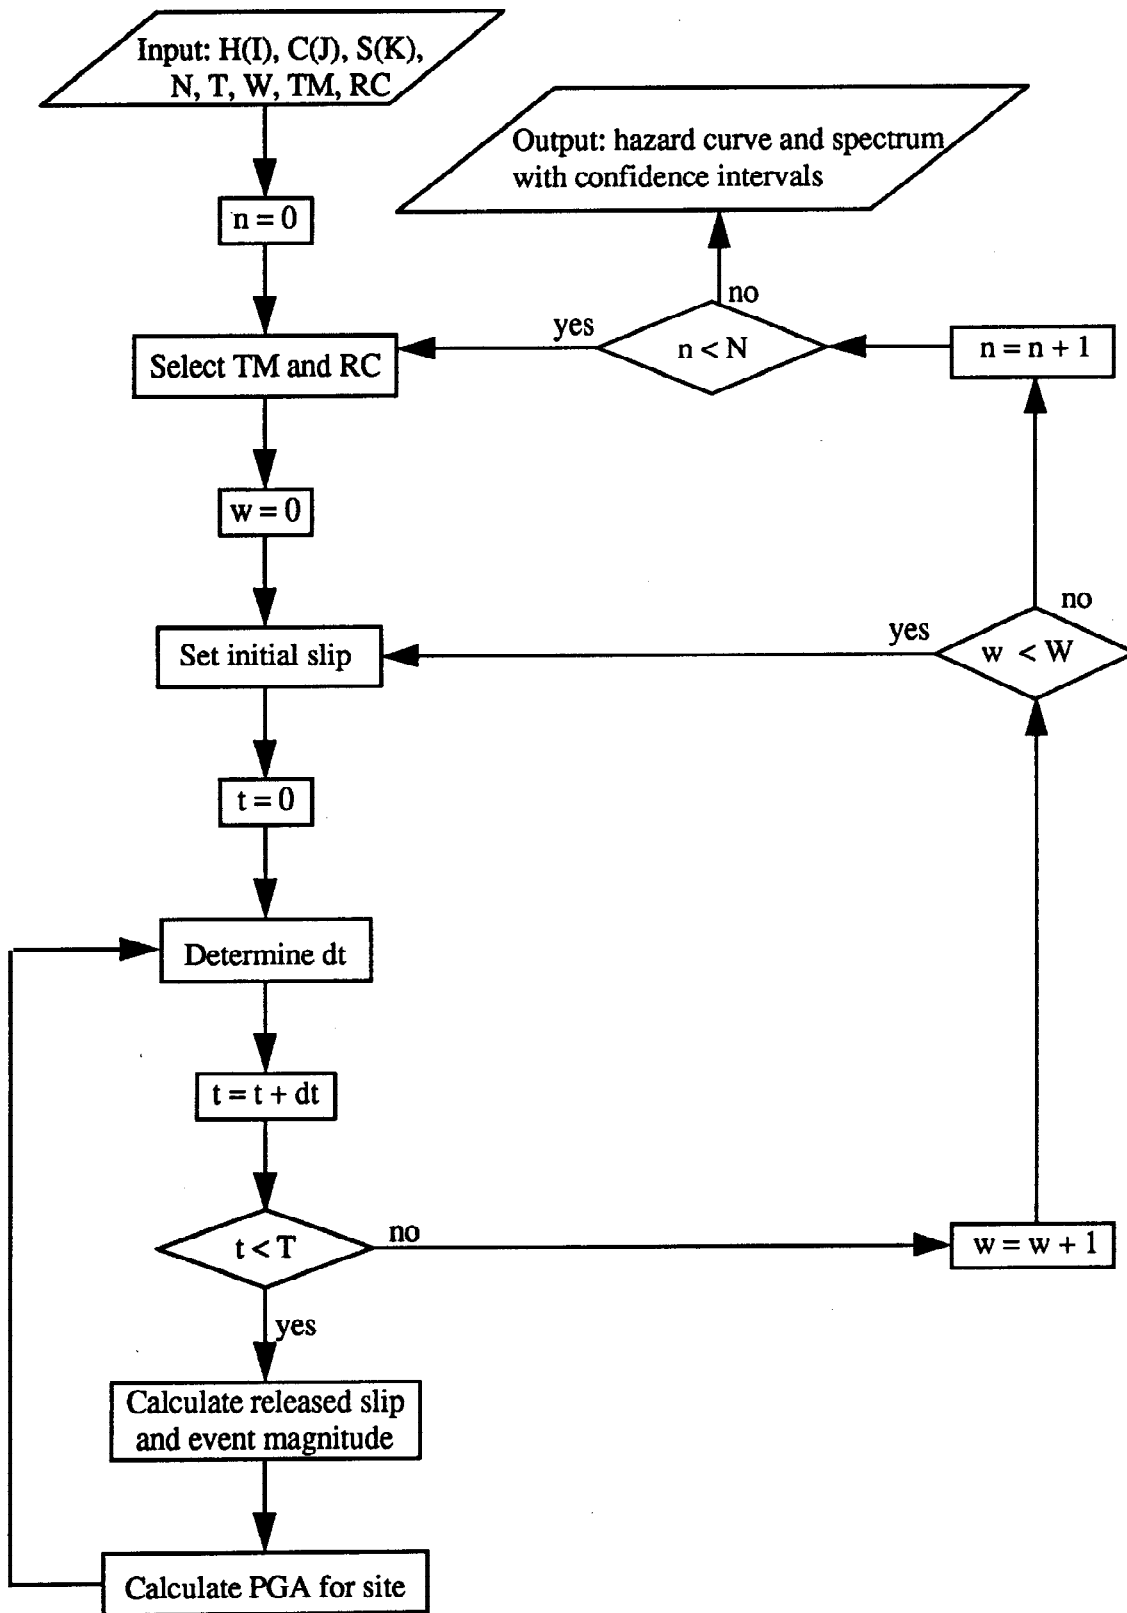 Input: H(I), C(J), S(K),
N, T, W, TM, RC
Output: hazard curve and spectrum
with confidence intervals
n = 0
no
yes
n < N
n = n + 1
Select TM and RC
w = 0
no
yes
w < W
Set initial slip
t = 0
Determine dt
t = t + dt
no
t < T
w = w + 1
yes
Calculate released slip
and event magnitude
Calculate PGA for site